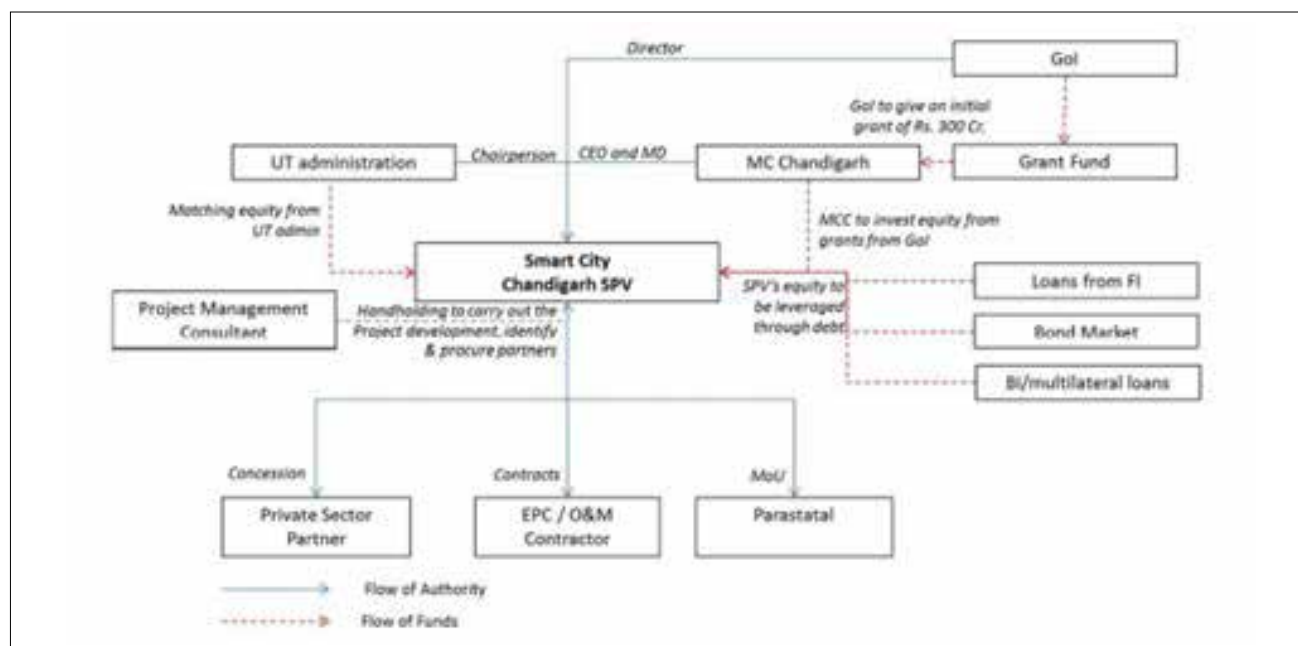 Director
GoI
GoI to give an initial
grant of Rs. 300 Cr.
UT administration
Chairperson
CEO and MD
MC Chandigarh
Grant Fund
Matching equity from
UT admin
MCC to invest equity from
grants from GoI
Smart City
Chandigarh SPV
SPV's equity to
be leveraged
through debt
Loans from FI
Bond Market
Bi/multilateral loans
Project Management
Consultant
Handholding to carry out the
Project development, identify
& procure partners
Concession
Contracts
MoU
Private Sector
Partner
EPC / O&M
Contractor
Parastatal
Flow of Authority
Flow of Funds